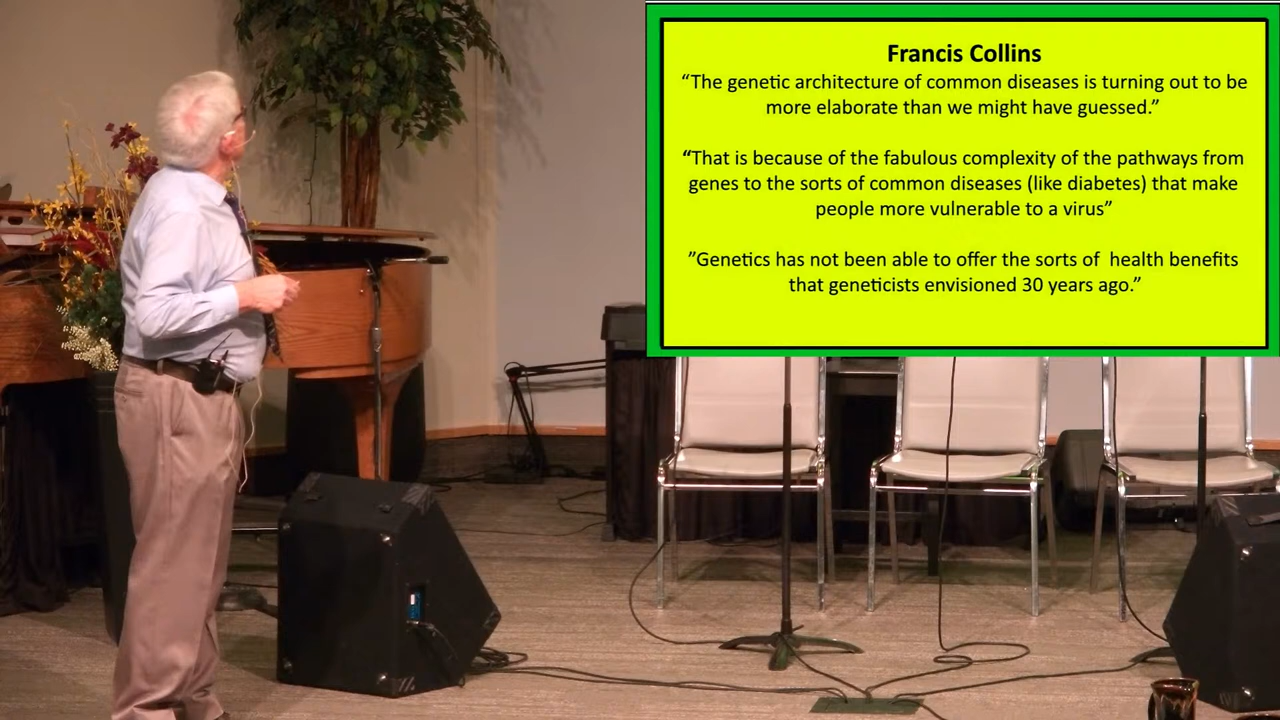 Francis Collins
“The genetic architecture of common diseases is turning out to be
more elaborate than we might have guessed.”
“That is because of the fabulous complexity of the pathways from
genes to the sorts of common diseases (like diabetes) that make
people more vulnerable to a virus”
”Genetics has not been able to offer the sorts of  health benefits
that geneticists envisioned 30 years ago.”